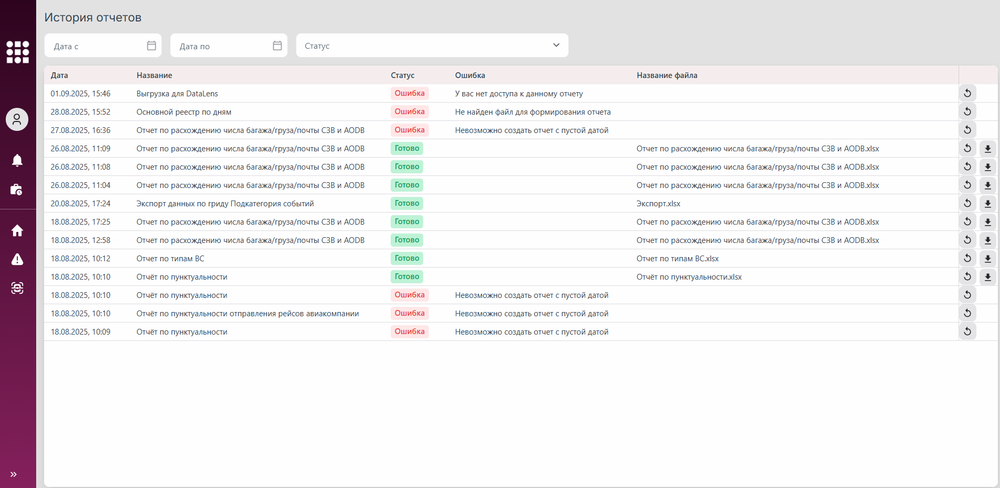 История отчетов
Дата с Дата по Статус
Дата Название Статус Ошибка Название файла
01.09.2025, 15:46 Выгрузка для DataLens Ошибка У вас нет доступа к данному отчету
28.08.2025, 15:52 Основной реестр по дням Ошибка Не найден файл для формирования отчета
27.08.2025, 16:36 Отчет по расхождению числа багажа/груза/почты СЗВ и AODB Ошибка Невозможно создать отчет с пустой датой
26.08.2025, 11:09 Отчет по расхождению числа багажа/груза/почты СЗВ и AODB Готово Отчет по расхождению числа багажа/груза/почты СЗВ и AODB.xlsx
26.08.2025, 11:08 Отчет по расхождению числа багажа/груза/почты СЗВ и AODB Готово Отчет по расхождению числа багажа/груза/почты СЗВ и AODB.xlsx
26.08.2025, 11:04 Отчет по расхождению числа багажа/груза/почты СЗВ и AODB Готово Отчет по расхождению числа багажа/груза/почты СЗВ и AODB.xlsx
20.08.2025, 17:24 Экспорт данных по гриду Подкатегория событий Готово Экспорт.xlsx
18.08.2025, 17:25 Отчет по расхождению числа багажа/груза/почты СЗВ и AODB Готово Отчет по расхождению числа багажа/груза/почты СЗВ и AODB.xlsx
18.08.2025, 12:58 Отчет по расхождению числа багажа/груза/почты СЗВ и AODB Готово Отчет по расхождению числа багажа/груза/почты СЗВ и AODB.xlsx
18.08.2025, 10:12 Отчет по типам ВС Готово Отчет по типам ВС.xlsx
18.08.2025, 10:10 Отчёт по пунктуальности Готово Отчёт по пунктуальности.xlsx
18.08.2025, 10:10 Отчёт по пунктуальности Ошибка Невозможно создать отчет с пустой датой
18.08.2025, 10:10 Отчёт по пунктуальности отправления рейсов авиакомпании Ошибка Невозможно создать отчет с пустой датой
18.08.2025, 10:09 Отчёт по пунктуальности Ошибка Невозможно создать отчет с пустой датой